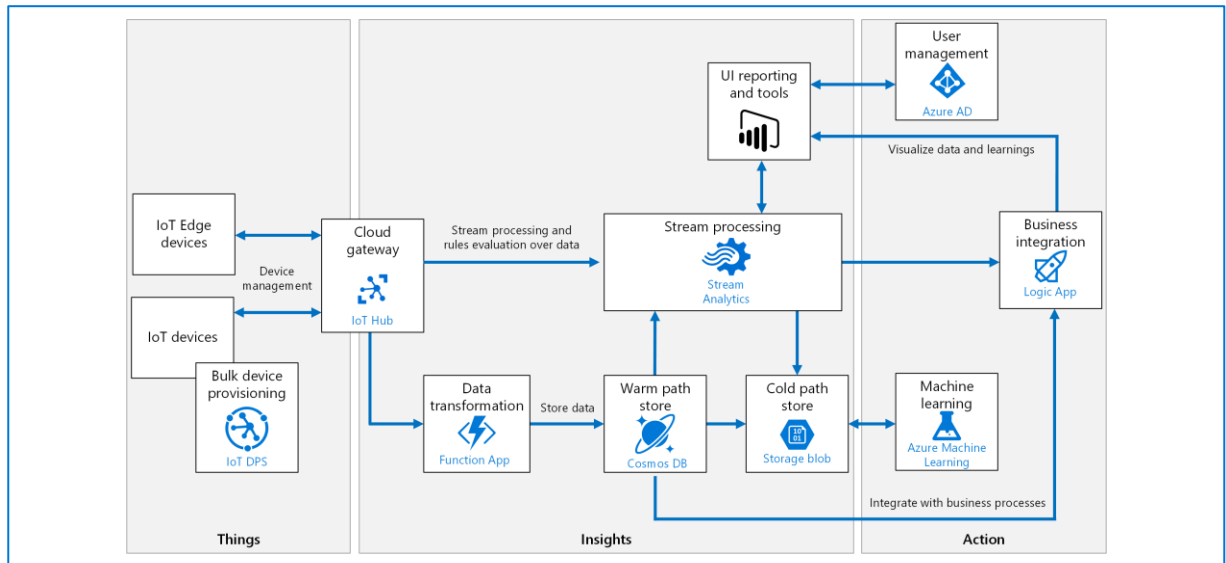 User
management
Azure AD
UI reporting
and tools
Visualize data and learnings
IoT Edge
devices
Cloud
gateway
IoT Hub
Stream processing and
rules evaluation over data
Stream processing
Stream
Analytics
Business
integration
Logic App
Device
management
IoT devices
Bulk device
provisioning
IoT DPS
Data
transformation
Function App
Store data
Warm path
store
Cosmos DB
Cold path
store
10
01
Storage blob
Machine
learning
Azure Machine
Learning
Integrate with business processes
Things
Insights
Action